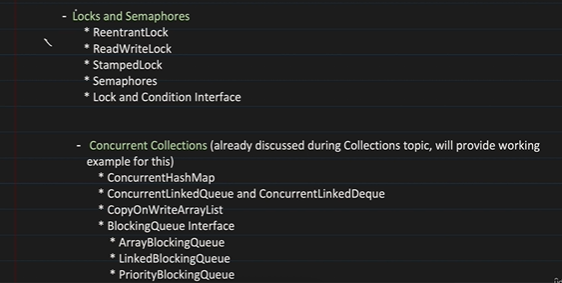 - Locks and Semaphores
* ReentrantLock
* ReadWriteLock
* StampedLock
* Semaphores
* Lock and Condition Interface
- Concurrent Collections (already discussed during Collections topic, will provide working
example for this)
* ConcurrentHashMap
* ConcurrentLinkedQueue and ConcurrentLinkedDeque
* CopyOnWriteArrayList
* BlockingQueue Interface
* ArrayBlockingQueue
* LinkedBlockingQueue
* PriorityBlockingQueue